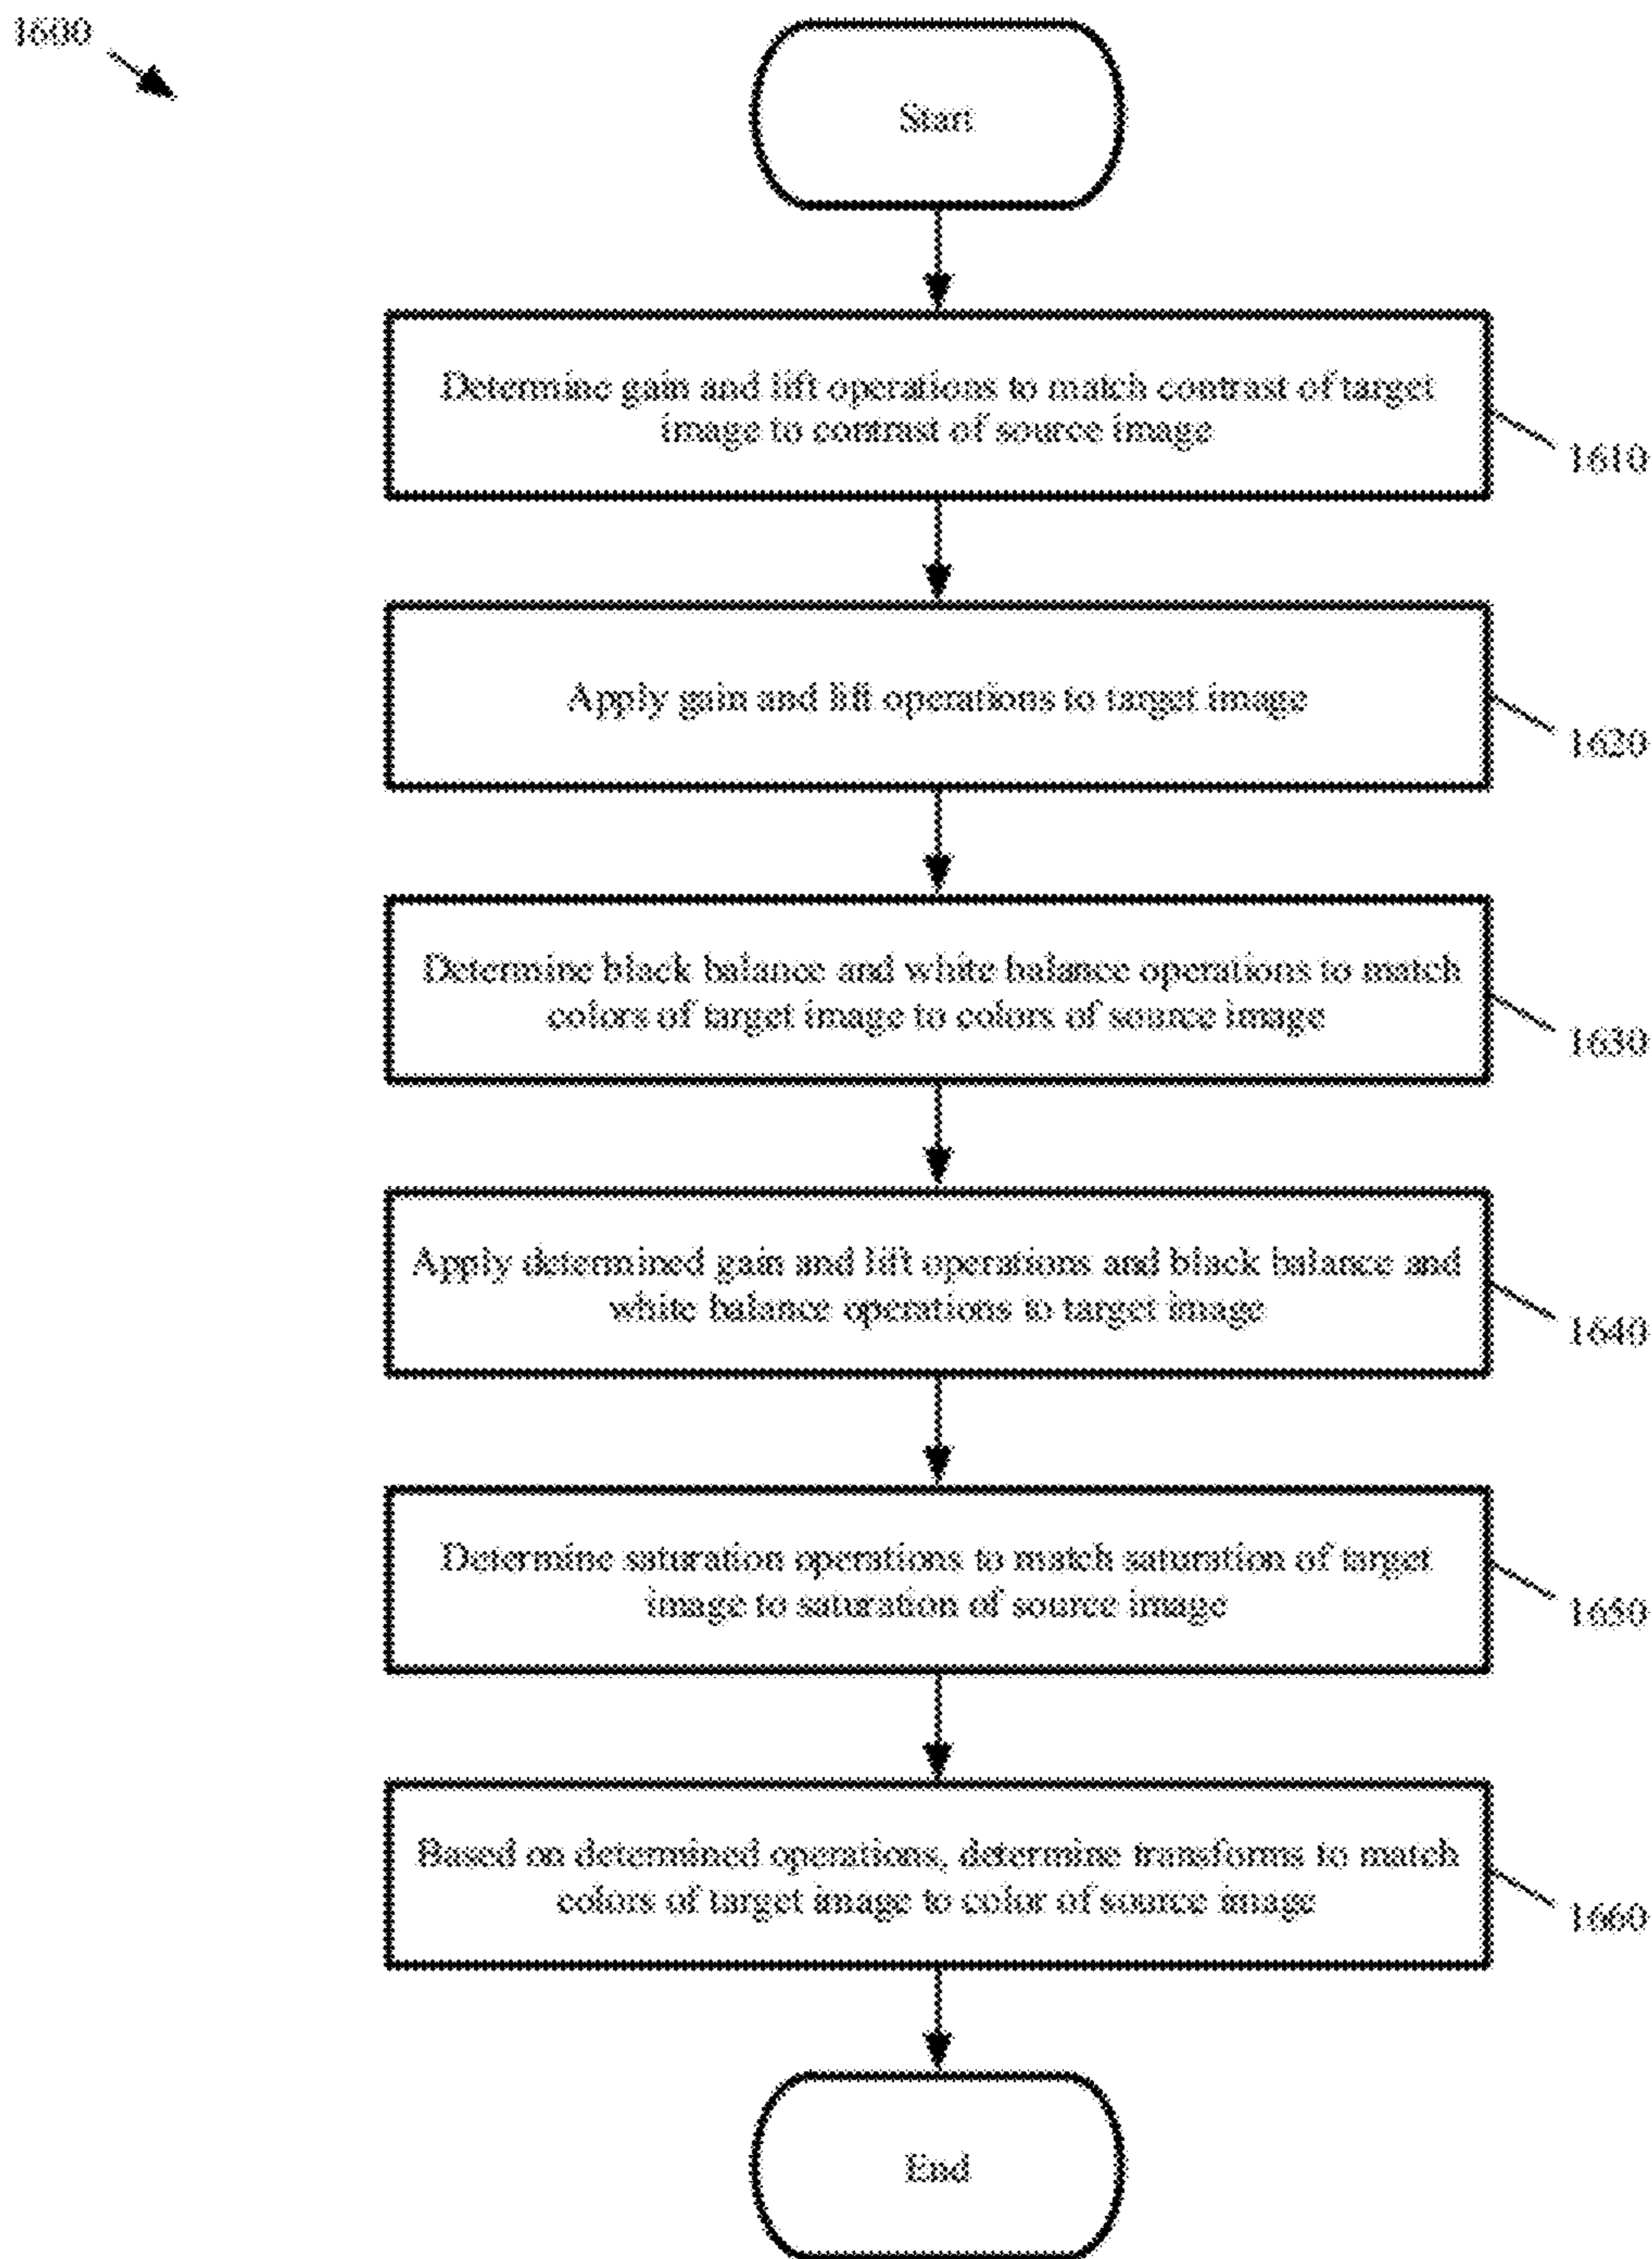 1600
Start
Determine gain and lift operations to match contrast of target
image to contrast of source image
1610
Apply gain and lift operations to target image
1620
Determine black balance and white balance operations to match
colors of target image to colors of source image
1630
Apply determined gain and lift operations and black balance and
white balance operations to target image
1640
Determine saturation operations to match saturation of target
image to saturation of source image
1650
Based on determined operations, determine transforms to match
colors of target image to color of source image
1660
End